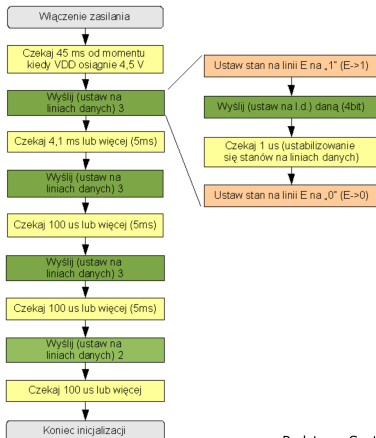 Włączenie zasilania
Czekaj 45 ms od momentu
kiedy VDD osiągnie 4,5 V
Wyślij (ustaw na
liniach danych) 3
Czekaj 4,1 ms lub więcej (5ms)
Wyślij (ustaw na
liniach danych) 3
Czekaj 100 us lub więcej (5ms)
Wyślij (ustaw na
liniach danych) 3
Czekaj 100 us lub więcej (5ms)
Wyślij (ustaw na
liniach danych) 2
Czekaj 100 us lub więcej
Koniec inicjalizacji
Ustaw stan na linii E na „1” (E->1)
Wyślij (ustaw na l.d.) daną (4bit)
Czekaj 1 us (ustabilizowanie
się stanów na liniach danych)
Ustaw stan na linii E na „0” (E->0)